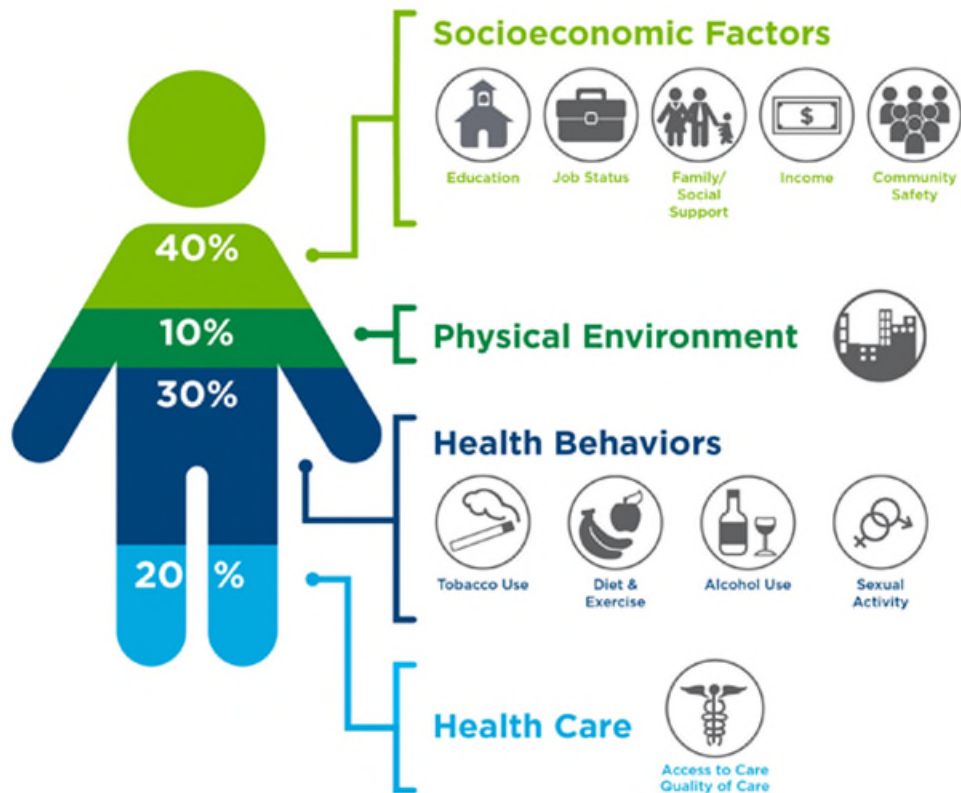 Socioeconomic Factors
$
Education
Job Status
Family/
Social
Support
Income
Community
Safety
40%
10%
Physical Environment
30%
Health Behaviors
Tobacco Use
Diet &
Exercise
Alcohol Use
Sexual
Activity
20 %
Health Care
Access to Care
Quality of Care